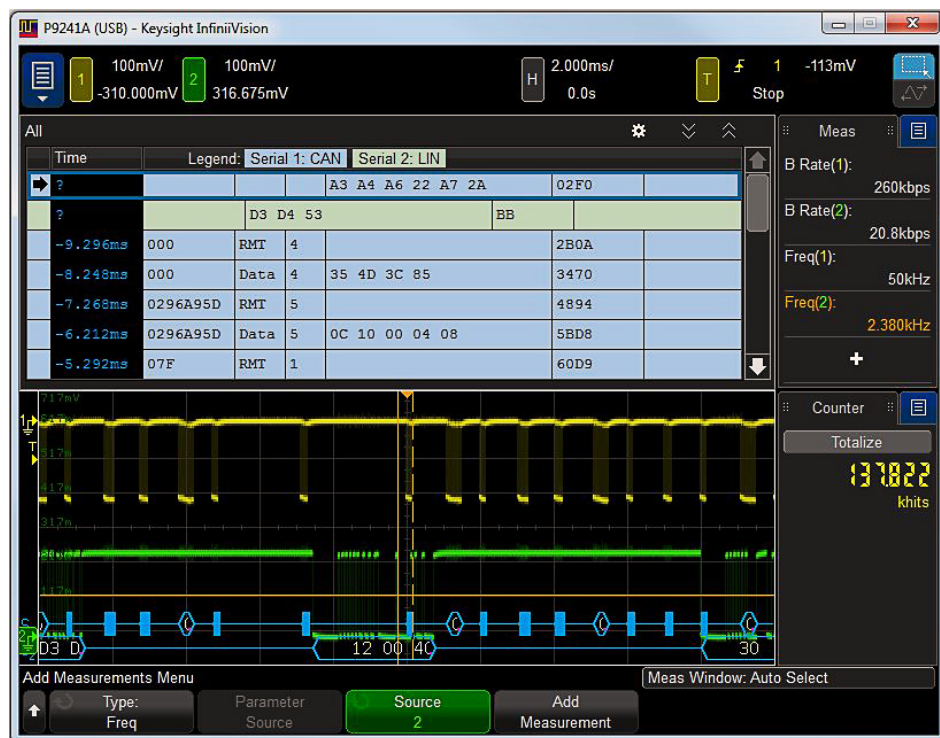 P9241A (USB) - Keysight InfiniiVision
1 100mV/ 2 100mV/ H 2.000ms/ T 1 -113mV
-310.000mV 316.675mV 0.0s Stop
All
Time Legend: Serial 1: CAN Serial 2: LIN
? A3 A4 A6 22 A7 2A 02F0
? D3 D4 53 BB
-9.296ms 000 RMT 4 2B0A
-8.248ms 000 Data 4 35 4D 3C 85 3470
-7.268ms 0296A95D RMT 5 4894
-6.212ms 0296A95D Data 5 0C 10 00 04 08 5BD8
-5.292ms 07F RMT 1 60D9
Meas
B Rate(1):
260kbps
B Rate(2):
20.8kbps
Freq(1):
50kHz
Freq(2):
2.380kHz
+
717mV
1
T
517m
417m
317m
117m
C C C C
2
D3 D 12 00 4C 30
Counter
Totalize
137.822
khits
Add Measurements Menu
Meas Window: Auto Select
Type: Parameter Source Add
Freq Source 2 Measurement